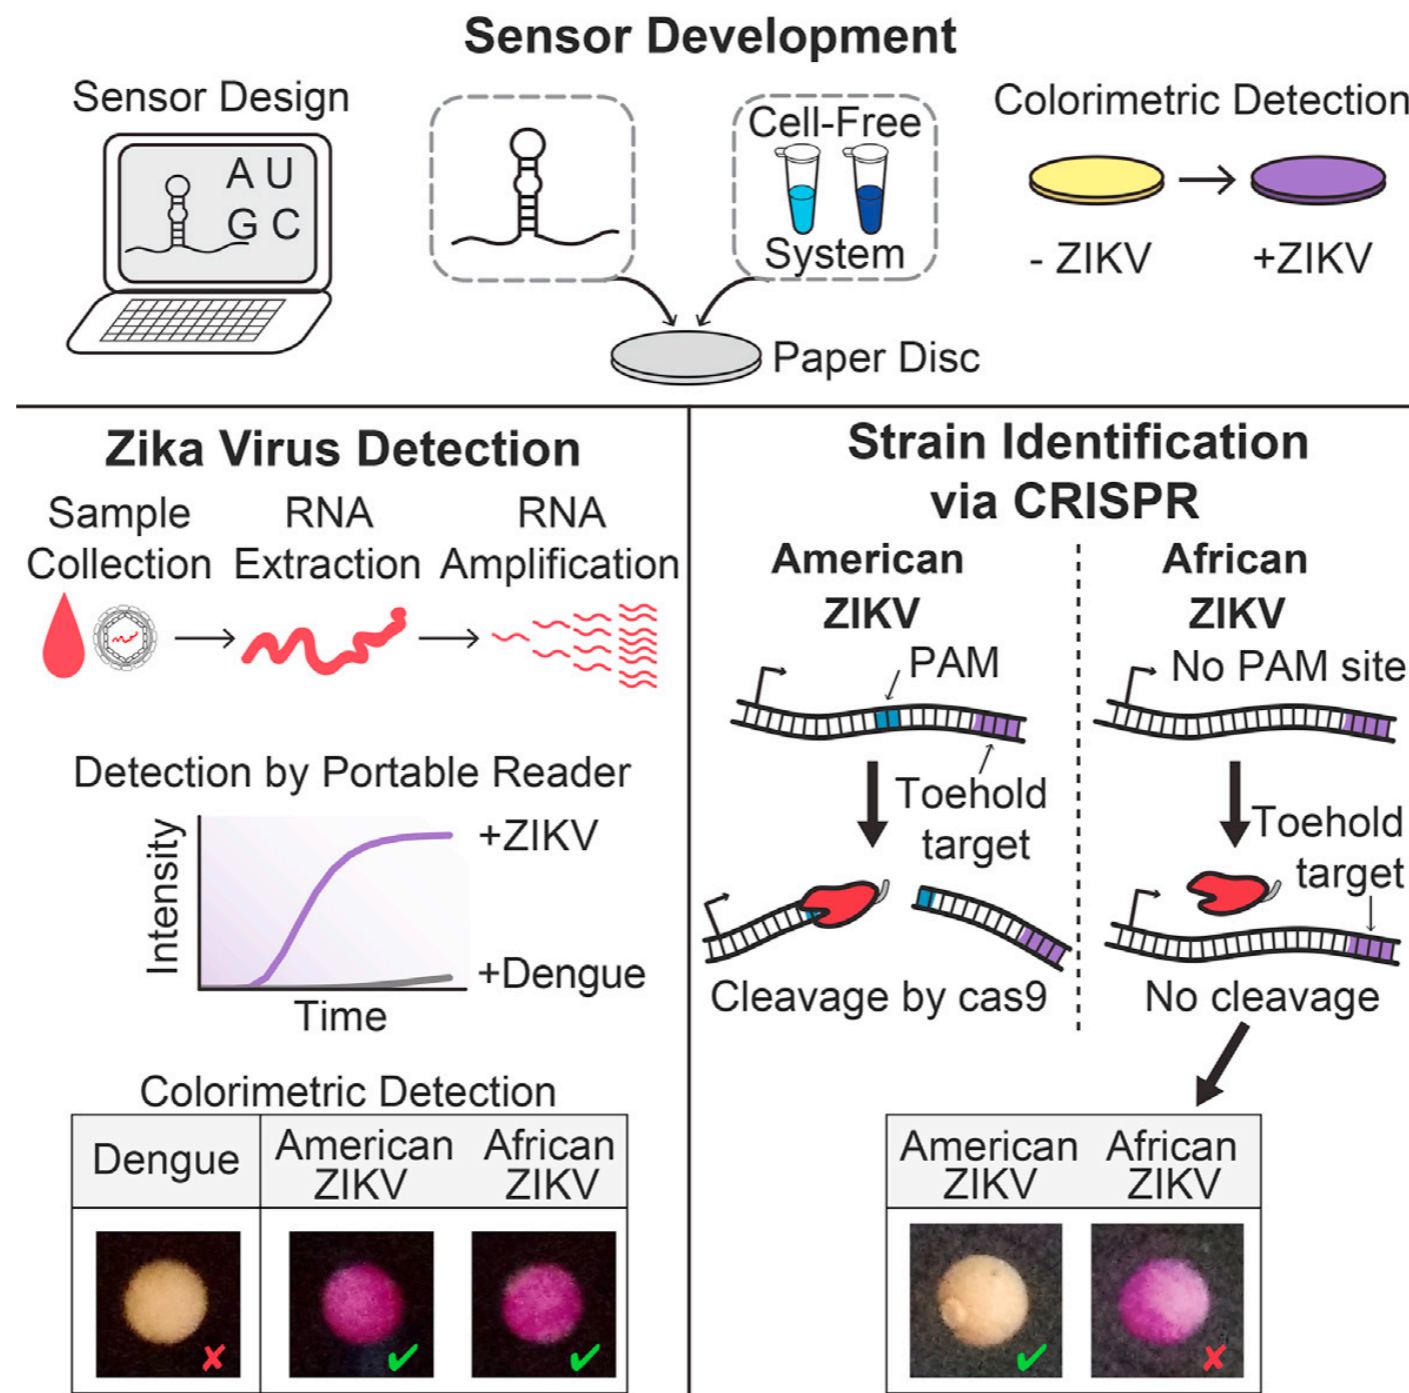 Sensor Development
Sensor Design
A U
G C
Cell-Free
System
Paper Disc
Colorimetric Detection
- ZIKV
+ZIKV
Zika Virus Detection
Sample
Collection
RNA
Extraction
RNA
Amplification
Detection by Portable Reader
Intensity
Time
+ZIKV
+Dengue
Colorimetric Detection
Dengue
American
ZIKV
African
ZIKV
Strain Identification
via CRISPR
American
ZIKV
PAM
Toehold
target
Cleavage by cas9
African
ZIKV
No PAM site
Toehold
target
No cleavage
American
ZIKV
African
ZIKV